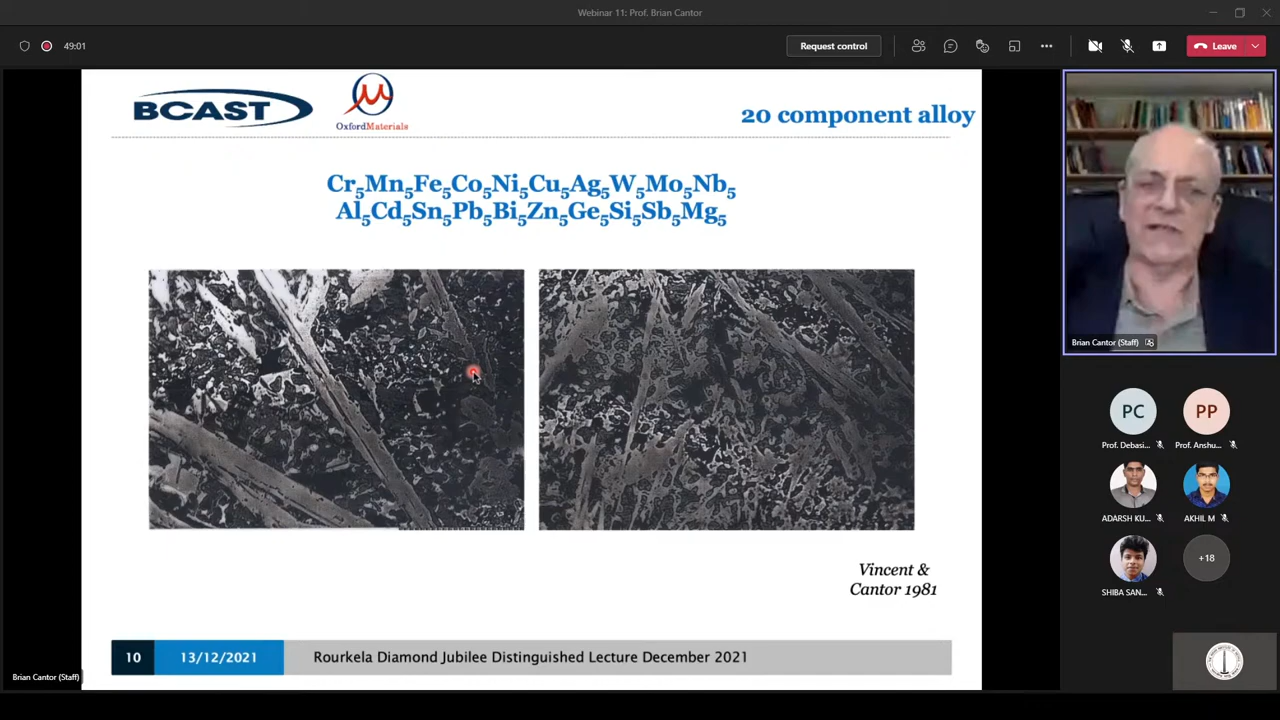 Webinar 11: Prof. Brian Cantor
49:01
Request control
Leave
BCAST
OxfordMaterials
20 component alloy
Cr₅Mn₅Fe₅Co₅Ni₅Cu₅Ag₅W₅Mo₅Nb₅
Al₅Cd₅Sn₅Pb₅Bi₅Zn₅Ge₅Si₅Sb₅Mg₅
Vincent &
Cantor 1981
10
13/12/2021
Rourkela Diamond Jubilee Distinguished Lecture December 2021
Brian Cantor (Staff)
Brian Cantor (Staff)
PC
PP
Prof. Debasi...
Prof. Anshu...
ADARSH KU...
AKHIL M
+18
SHIBA SAN...